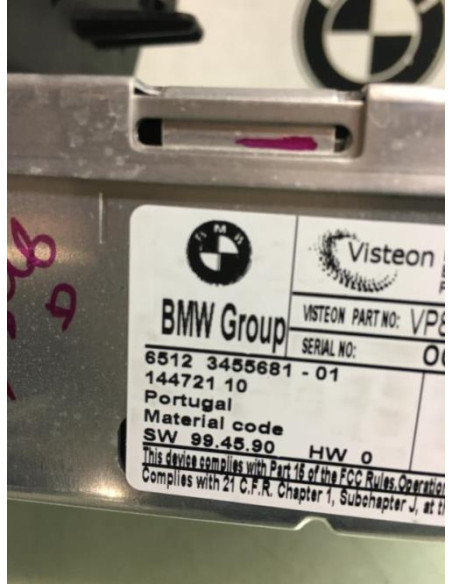 BMW
Visteon
BMW Group
VISTEON PART NO: VP8
SERIAL NO: 00
6512 3455681 - 01
144721 10
Portugal
Material code
SW 99.45.90 HW 0
This device complies with Part 15 of the FCC Rules. Operation
Complies with 21 C.F.R. Chapter 1, Subchapter J, at th